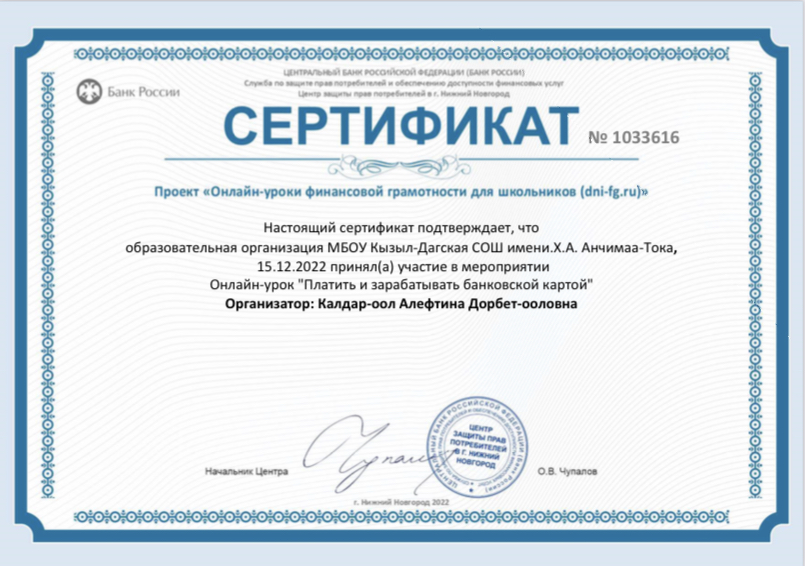 ЦЕНТРАЛЬНЫЙ БАНК РОССИЙСКОЙ ФЕДЕРАЦИИ (БАНК РОССИИ)
Служба по защите прав потребителей и обеспечению доступности финансовых услуг
Центр защиты прав потребителей в г. Нижний Новгород
Банк России
СЕРТИФИКАТ № 1033616
Проект «Онлайн-уроки финансовой грамотности для школьников (dni-fg.ru)»
Настоящий сертификат подтверждает, что
образовательная организация МБОУ Кызыл-Дагская СОШ имени.Х.А. Анчимаа-Тока,
15.12.2022 принял(а) участие в мероприятии
Онлайн-урок "Платить и зарабатывать банковской картой"
Организатор: Калдар-оол Алефтина Дорбет-ооловна
ЦЕНТР
ЗАЩИТЫ ПРАВ
ПОТРЕБИТЕЛЕЙ
В Г. НИЖНИЙ
НОВГОРОД
ЦЕНТРАЛЬНЫЙ БАНК РОССИЙСКОЙ ФЕДЕРАЦИИ (Банк России)
Начальник Центра
О.В. Чупалов
г. Нижний Новгород 2022